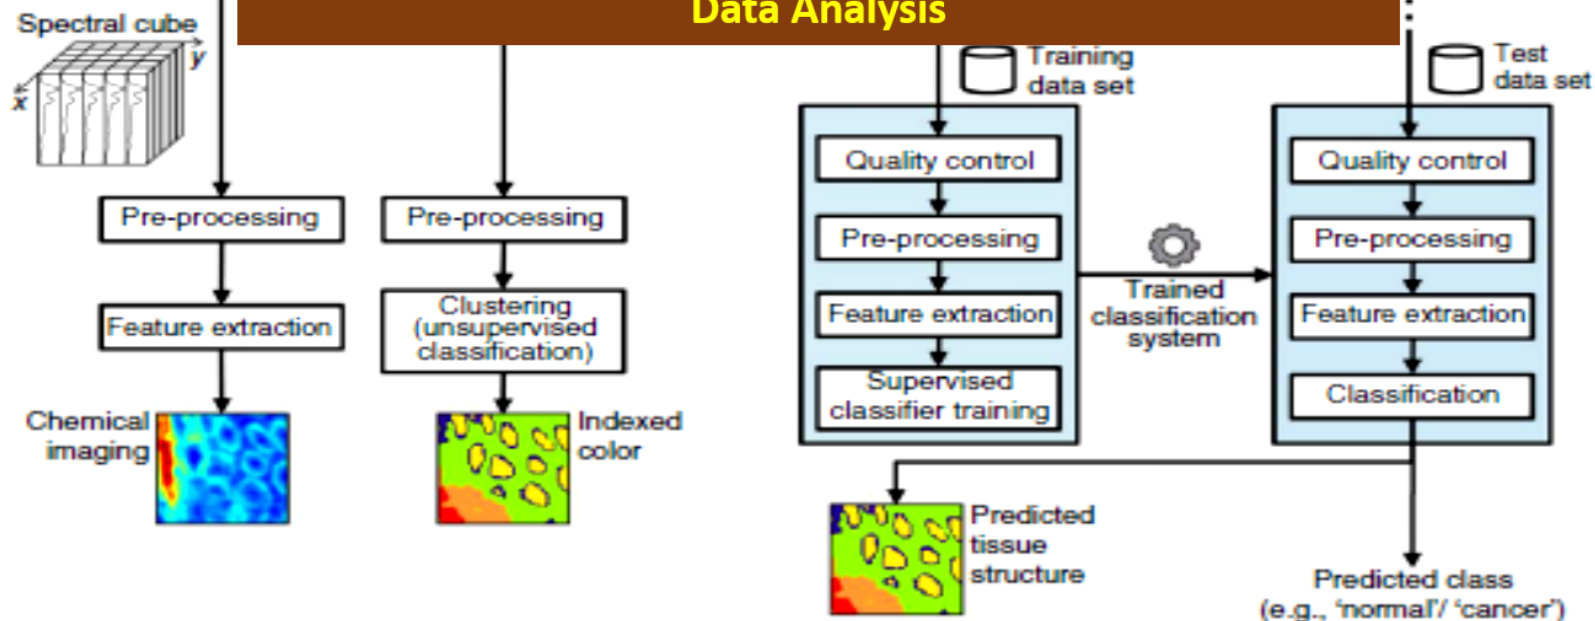 Data Analysis
Spectral cube
y
x
Pre-processing
Feature extraction
Chemical
imaging
Pre-processing
Clustering
(unsupervised
classification)
Indexed
color
Training
data set
Quality control
Pre-processing
Feature extraction
Supervised
classifier training
Trained
classification
system
Test
data set
Quality control
Pre-processing
Feature extraction
Classification
Predicted
tissue
structure
Predicted class
(e.g., ‘normal’/ ‘cancer’)